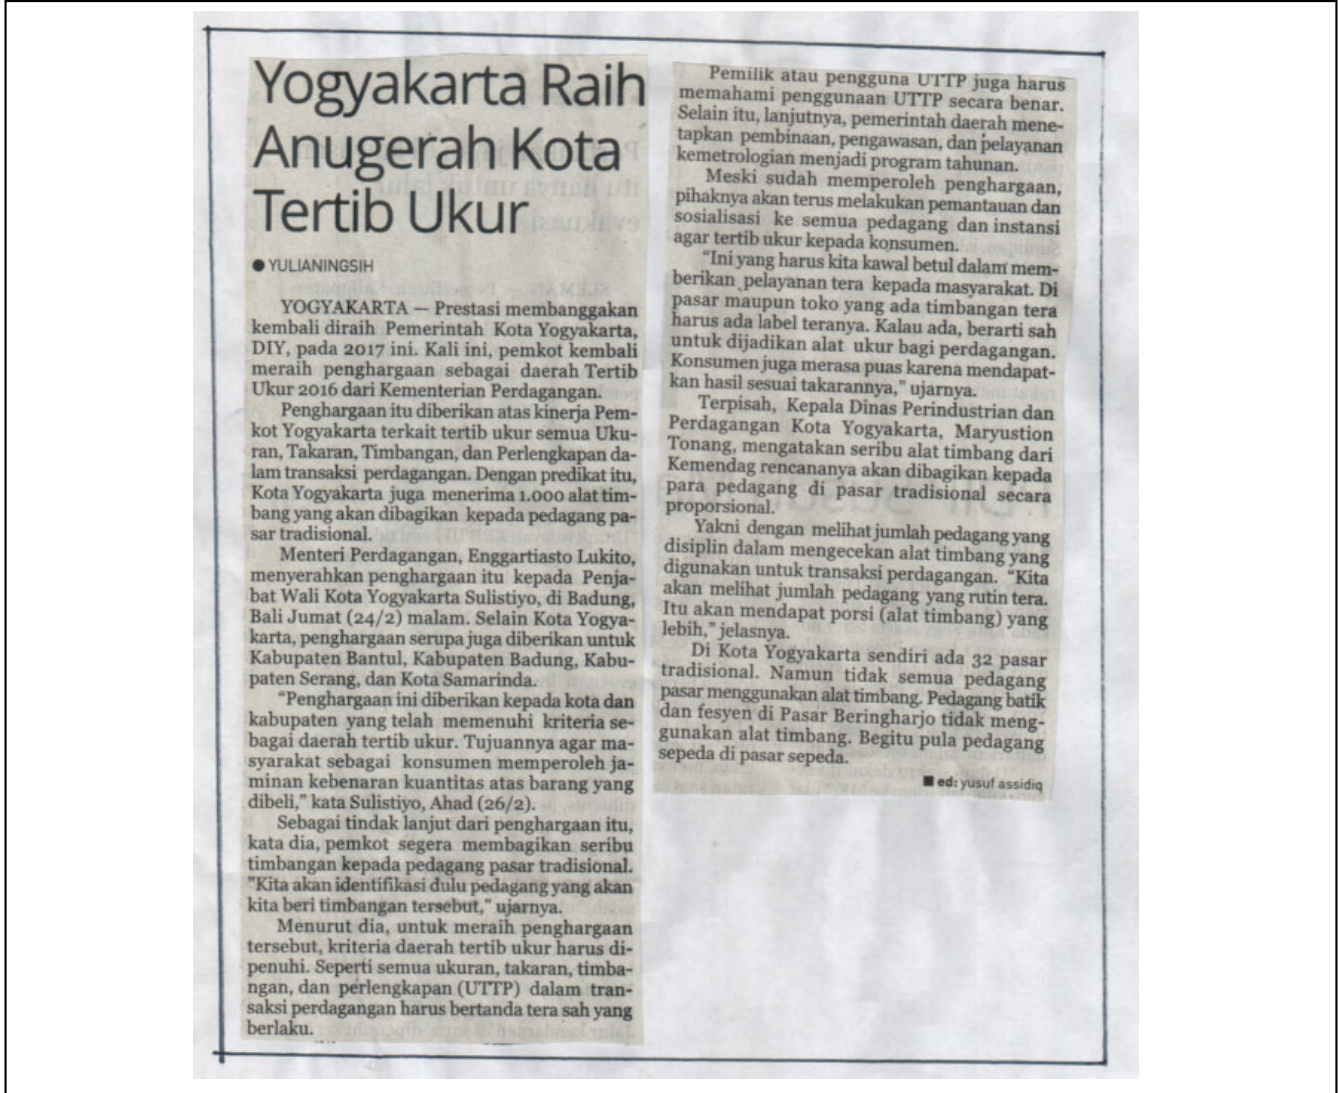 Yogyakarta Raih
Anugerah Kota
Tertib Ukur
● YULIANINGSIH
YOGYAKARTA — Prestasi membanggakan
kembali diraih Pemerintah Kota Yogyakarta,
DIY, pada 2017 ini. Kali ini, pemkot kembali
meraih penghargaan sebagai daerah Tertib
Ukur 2016 dari Kementerian Perdagangan.
Penghargaan itu diberikan atas kinerja Pem-
kot Yogyakarta terkait tertib ukur semua Uku-
ran, Takaran, Timbangan, dan Perlengkapan da-
lam transaksi perdagangan. Dengan predikat itu,
Kota Yogyakarta juga menerima 1.000 alat tim-
bang yang akan dibagikan kepada pedagang pa-
sar tradisional.
Menteri Perdagangan, Enggartiasto Lukito,
menyerahkan penghargaan itu kepada Penja-
bat Wali Kota Yogyakarta Sulistiyo, di Badung,
Bali Jumat (24/2) malam. Selain Kota Yogya-
karta, penghargaan serupa juga diberikan untuk
Kabupaten Bantul, Kabupaten Badung, Kabu-
paten Serang, dan Kota Samarinda.
"Penghargaan ini diberikan kepada kota dan
kabupaten yang telah memenuhi kriteria se-
bagai daerah tertib ukur. Tujuannya agar ma-
syarakat sebagai konsumen memperoleh ja-
minan kebenaran kuantitas atas barang yang
dibeli," kata Sulistiyo, Ahad (26/2).
Sebagai tindak lanjut dari penghargaan itu,
kata dia, pemkot segera membagikan seribu
timbangan kepada pedagang pasar tradisional.
"Kita akan identifikasi dulu pedagang yang akan
kita beri timbangan tersebut," ujarnya.
Menurut dia, untuk meraih penghargaan
tersebut, kriteria daerah tertib ukur harus di-
penuhi. Seperti semua ukuran, takaran, timba-
ngan, dan perlengkapan (UTTP) dalam tran-
saksi perdagangan harus bertanda tera sah yang
berlaku.
Pemilik atau pengguna UTTP juga harus
memahami penggunaan UTTP secara benar.
Selain itu, lanjutnya, pemerintah daerah mene-
tapkan pembinaan, pengawasan, dan pelayanan
kemetrologian menjadi program tahunan.
Meski sudah memperoleh penghargaan,
pihaknya akan terus melakukan pemantauan dan
sosialisasi ke semua pedagang dan instansi
agar tertib ukur kepada konsumen.
"Ini yang harus kita kawal betul dalam mem-
berikan pelayanan tera kepada masyarakat. Di
pasar maupun toko yang ada timbangan tera
harus ada label teranya. Kalau ada, berarti sah
untuk dijadikan alat ukur bagi perdagangan.
Konsumen juga merasa puas karena mendapat-
kan hasil sesuai takarannya," ujarnya.
Terpisah, Kepala Dinas Perindustrian dan
Perdagangan Kota Yogyakarta, Maryustion
Tonang, mengatakan seribu alat timbang dari
Kemendag rencananya akan dibagikan kepada
para pedagang di pasar tradisional secara
proporsional.
Yakni dengan melihat jumlah pedagang yang
disiplin dalam mengecekan alat timbang yang
digunakan untuk transaksi perdagangan. "Kita
akan melihat jumlah pedagang yang rutin tera.
Itu akan mendapat porsi (alat timbang) yang
lebih," jelasnya.
Di Kota Yogyakarta sendiri ada 32 pasar
tradisional. Namun tidak semua pedagang
pasar menggunakan alat timbang. Pedagang batik
dan fesyen di Pasar Beringharjo tidak meng-
gunakan alat timbang. Begitu pula pedagang
sepeda di pasar sepeda.
■ ed: yusuf assidiq